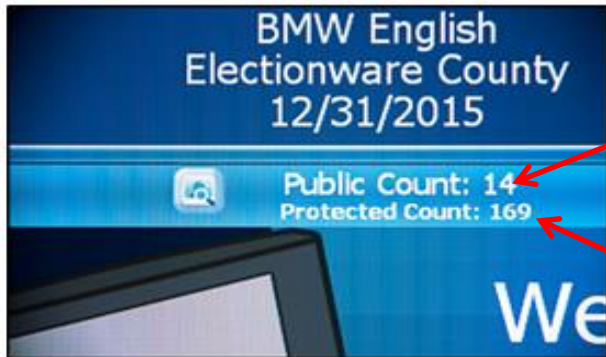 BMW English
Electionware County
12/31/2015
Public Count: 14
Protected Count: 169
We